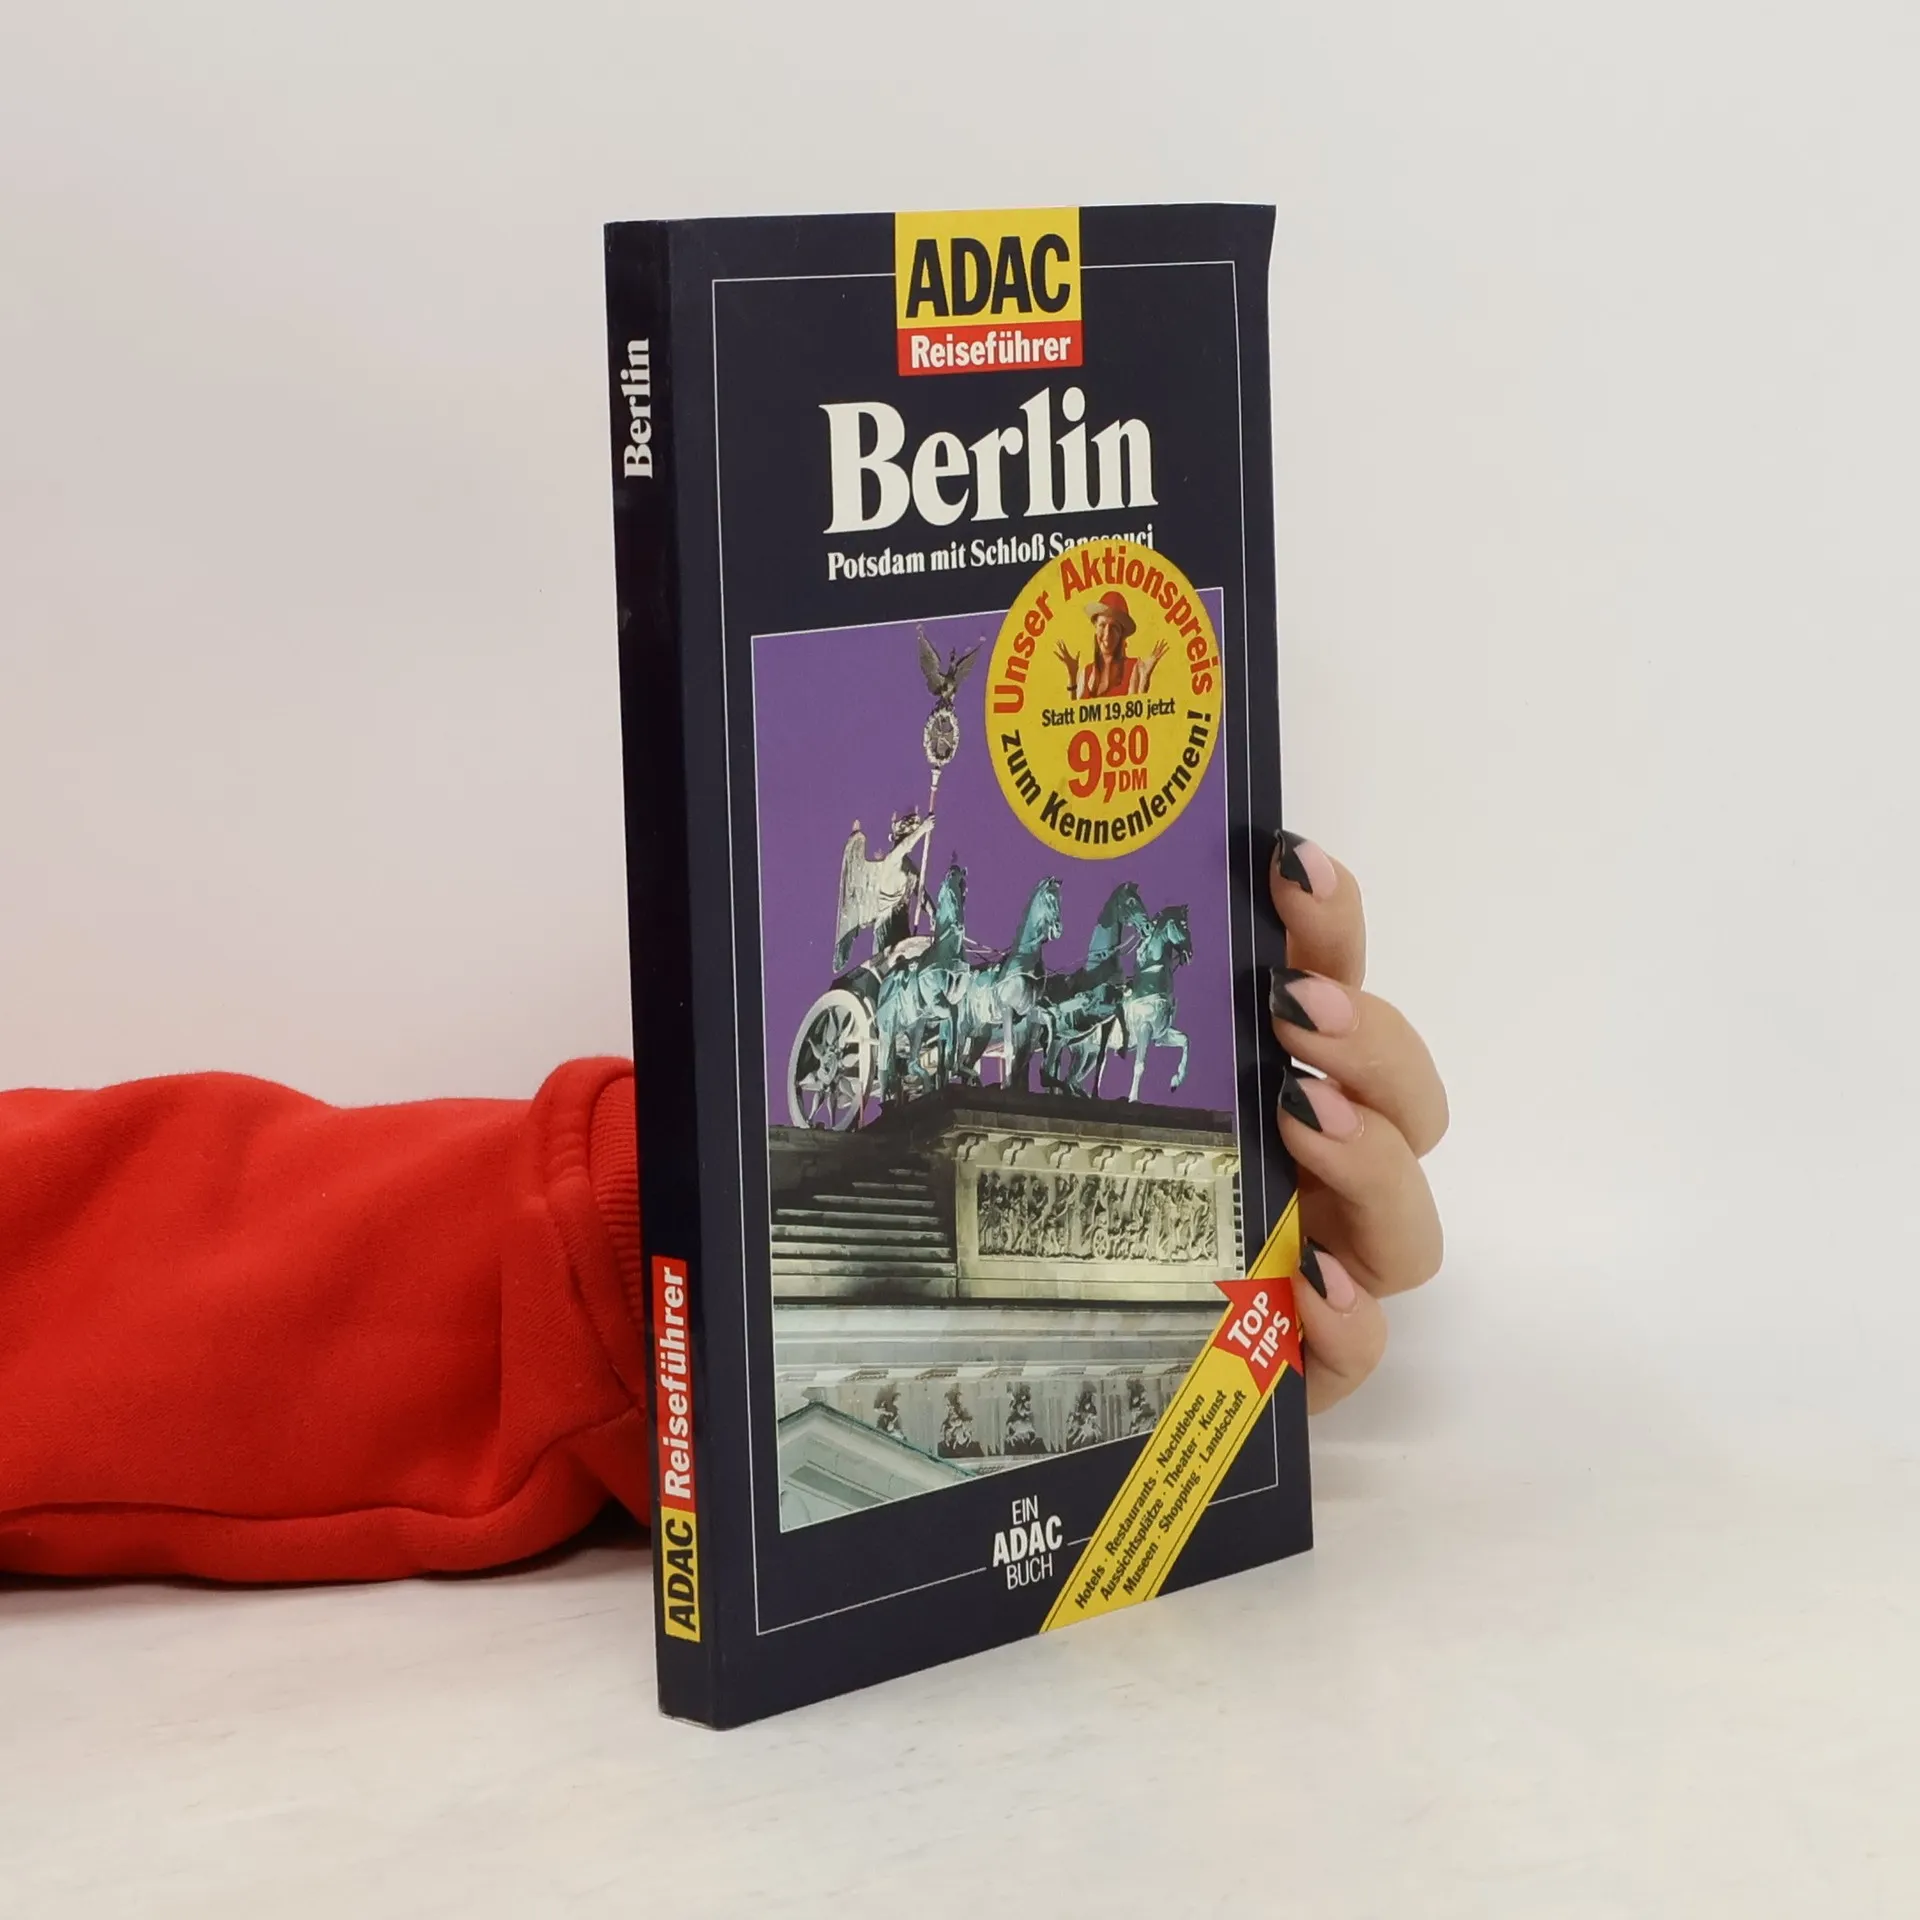 ADAC
Reiseführer
Berlin
Potsdam mit Schloß Sanssouci
Unser Aktionspreis
Statt DM 19,80 jetzt
9,80 DM
zum Kennenlernen!
TOP
TIPS
Hotels · Restaurants · Nachtleben
Aussichtsplätze · Theater · Kunst
Museen · Shopping · Landschaft
EIN
ADAC
BUCH
Berlin
ADAC Reiseführer